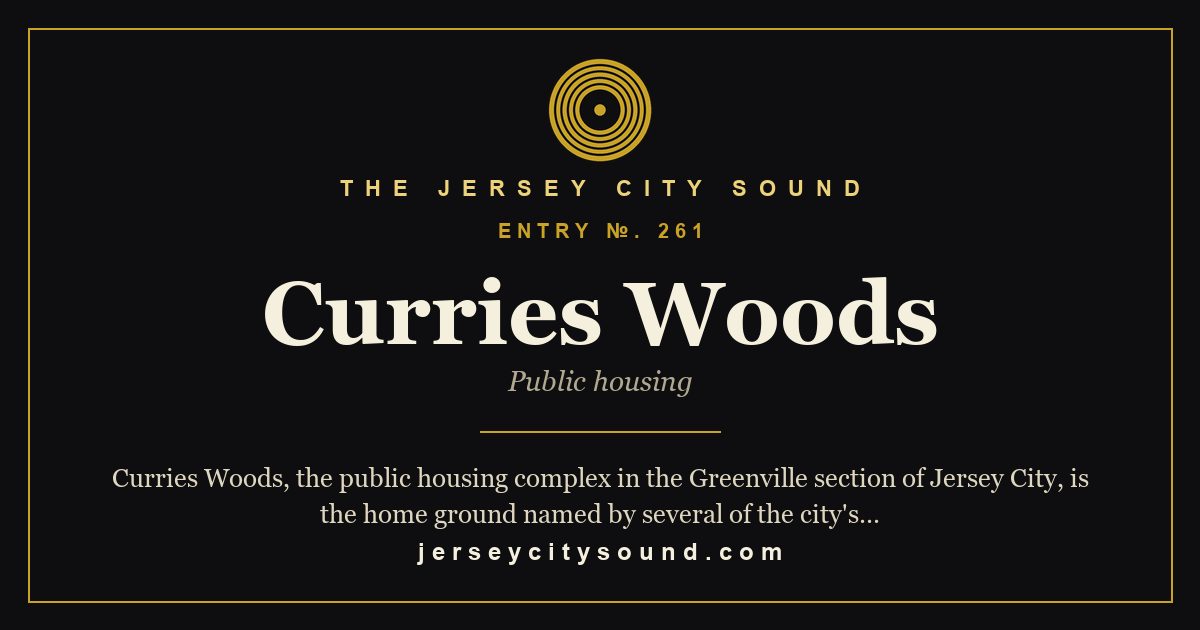 THE JERSEY CITY SOUND
ENTRY №. 261
Curries Woods
Public housing
Curries Woods, the public housing complex in the Greenville section of Jersey City, is
the home ground named by several of the city's...
jerseycitysound.com